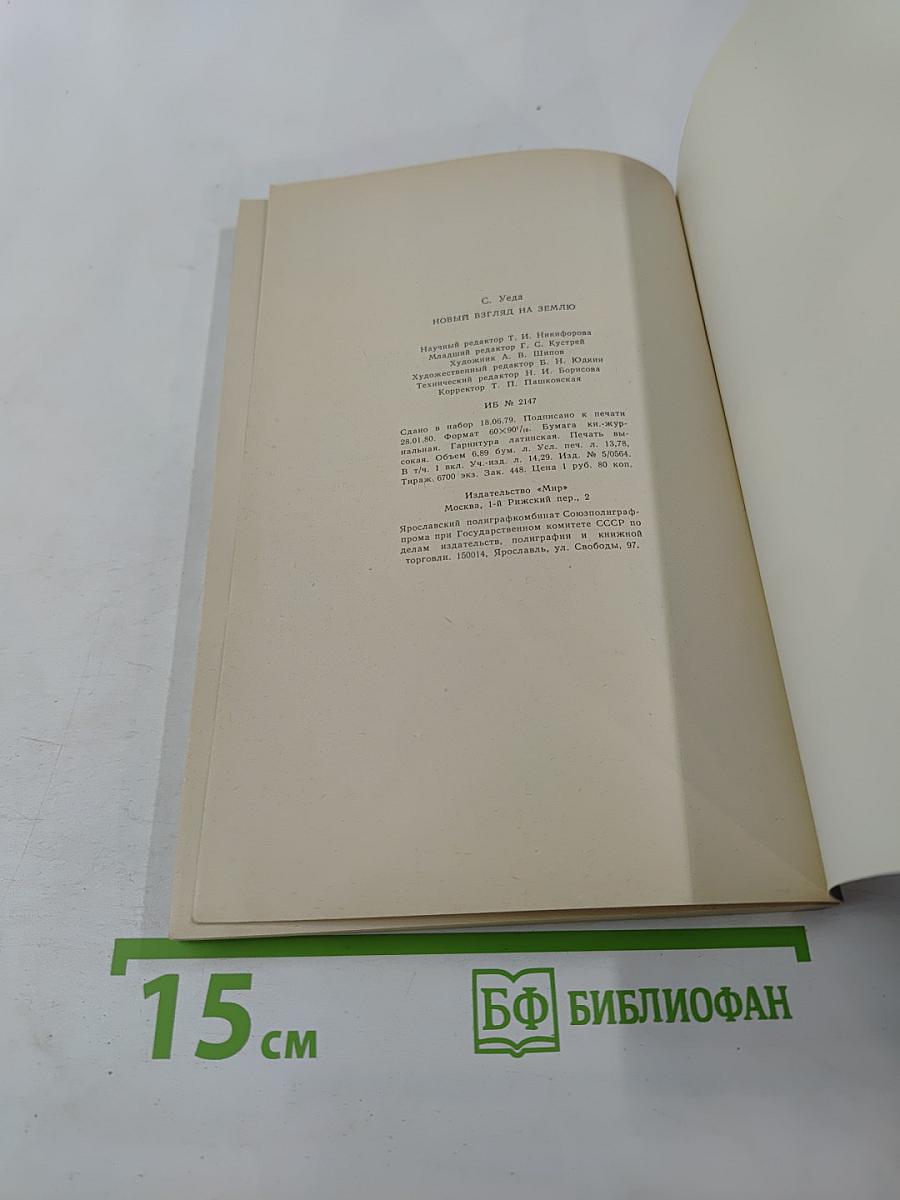 С. Уеда
НОВЫЙ ВЗГЛЯД НА ЗЕМЛЮ
Научный редактор Т. И. Никифорова
Младший редактор Г. С. Кустрей
Художник А. В. Шипов
Художественный редактор Б. Н. Юдкин
Технический редактор Н. И. Борисова
Корректор Т. П. Пашковская
ИБ № 2147
Сдано в набор 18.06.79. Подписано к печати
28.01.80. Формат 60×90¹/₁₆. Бумага кн.-жур-
нальная. Гарнитура латинская. Печать вы-
сокая. Объем 6,89 бум. л. Усл. печ. л. 13,78,
В т/ч. 1 вкл. Уч.-изд. л. 14,29. Изд. № 5/0564.
Тираж 6700 экз. Зак. 448. Цена 1 руб. 80 коп.
Издательство «Мир»
Москва, 1-й Рижский пер., 2
Ярославский полиграфкомбинат Союзполиграф-
прома при Государственном комитете СССР по
делам издательств, полиграфии и книжной
торговли. 150014, Ярославль, ул. Свободы, 97.
15 см
БФ БИБЛИОФАН